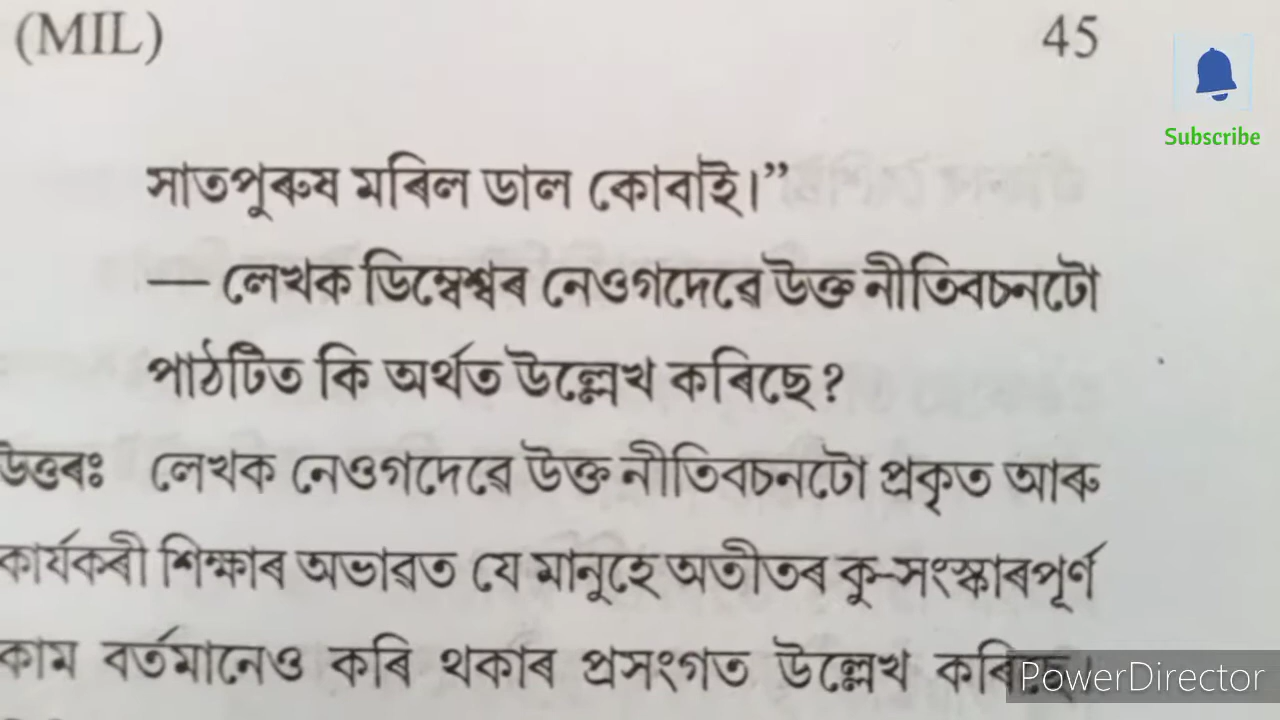 (MIL) 45
Subscribe
সাতপুৰুষ মৰিল ডাল কোবাই।”
— লেখক ডিম্বেশ্বৰ নেওগদেৱে উক্ত নীতিবচনটো
পাঠটিত কি অৰ্থত উল্লেখ কৰিছে?
উত্তৰঃ লেখক নেওগদেৱে উক্ত নীতিবচনটো প্ৰকৃত আৰু
কাৰ্যকৰী শিক্ষাৰ অভাৱত যে মানুহে অতীতৰ কু-সংস্কাৰপূৰ্ণ
কাম বৰ্তমানেও কৰি থকাৰ প্ৰসংগত উল্লেখ কৰিছে।
PowerDirector